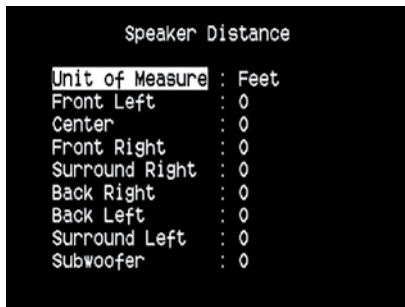 Speaker Distance
Unit of Measure : Feet
Front Left : 0
Center : 0
Front Right : 0
Surround Right : 0
Back Right : 0
Back Left : 0
Surround Left : 0
Subwoofer : 0